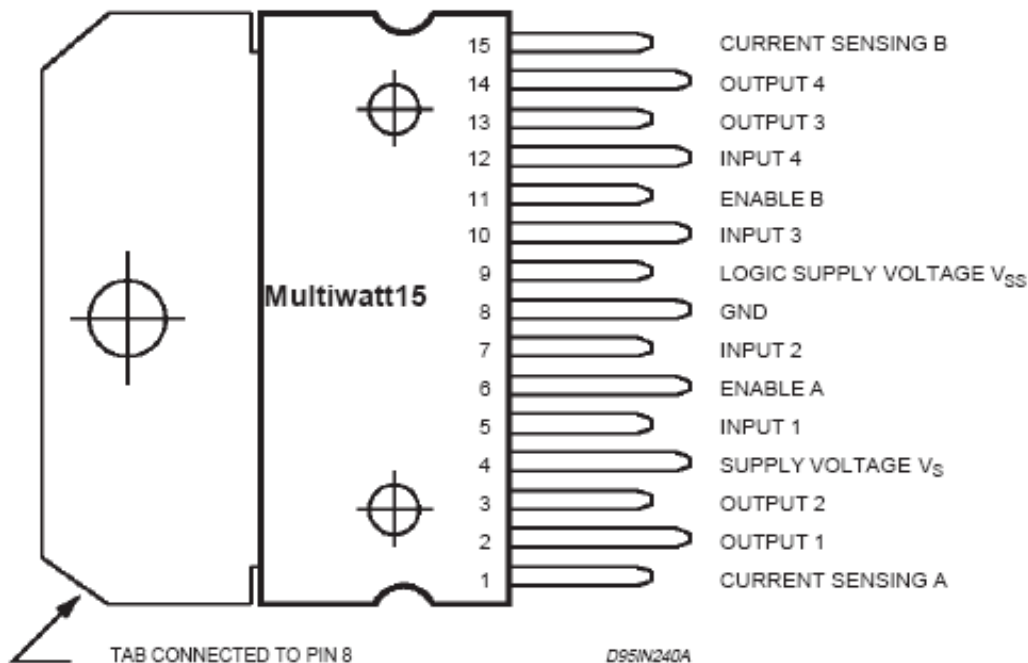 15 CURRENT SENSING B
14 OUTPUT 4
13 OUTPUT 3
12 INPUT 4
11 ENABLE B
10 INPUT 3
9 LOGIC SUPPLY VOLTAGE VSS
Multiwatt15
8 GND
7 INPUT 2
6 ENABLE A
5 INPUT 1
4 SUPPLY VOLTAGE VS
3 OUTPUT 2
2 OUTPUT 1
1 CURRENT SENSING A
TAB CONNECTED TO PIN 8
D95IN240A